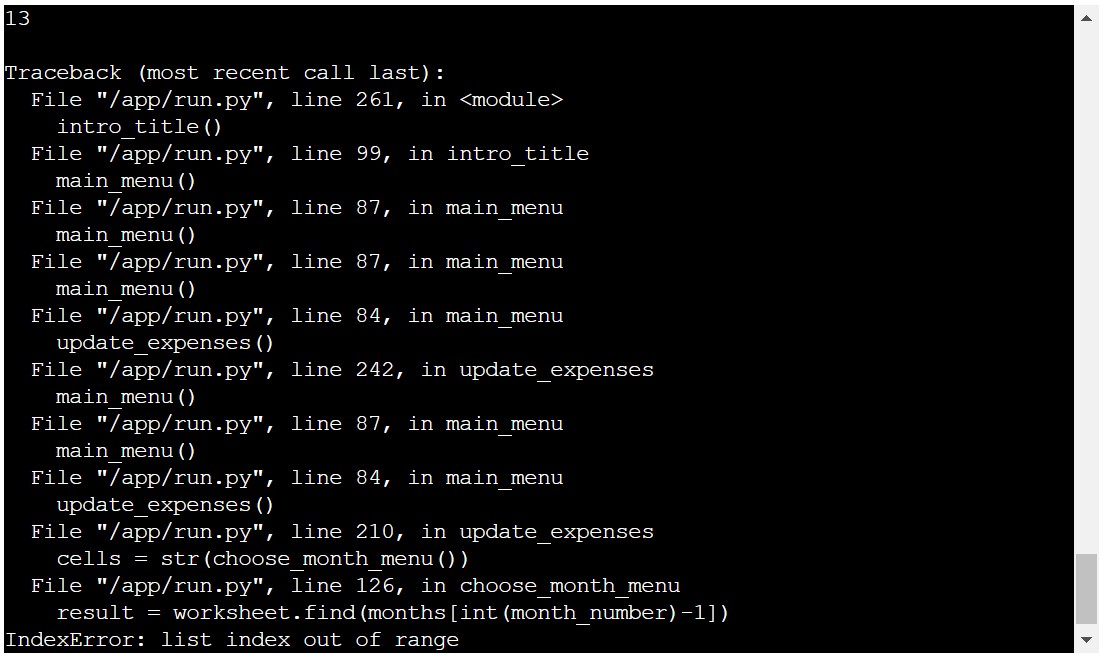 13
Traceback (most recent call last):
File "/app/run.py", line 261, in <module>
intro_title()
File "/app/run.py", line 99, in intro_title
main_menu()
File "/app/run.py", line 87, in main_menu
main_menu()
File "/app/run.py", line 87, in main_menu
main_menu()
File "/app/run.py", line 84, in main_menu
update_expenses()
File "/app/run.py", line 242, in update_expenses
main_menu()
File "/app/run.py", line 87, in main_menu
main_menu()
File "/app/run.py", line 84, in main_menu
update_expenses()
File "/app/run.py", line 210, in update_expenses
cells = str(choose_month_menu())
File "/app/run.py", line 126, in choose_month_menu
result = worksheet.find(months[int(month_number)-1])
IndexError: list index out of range